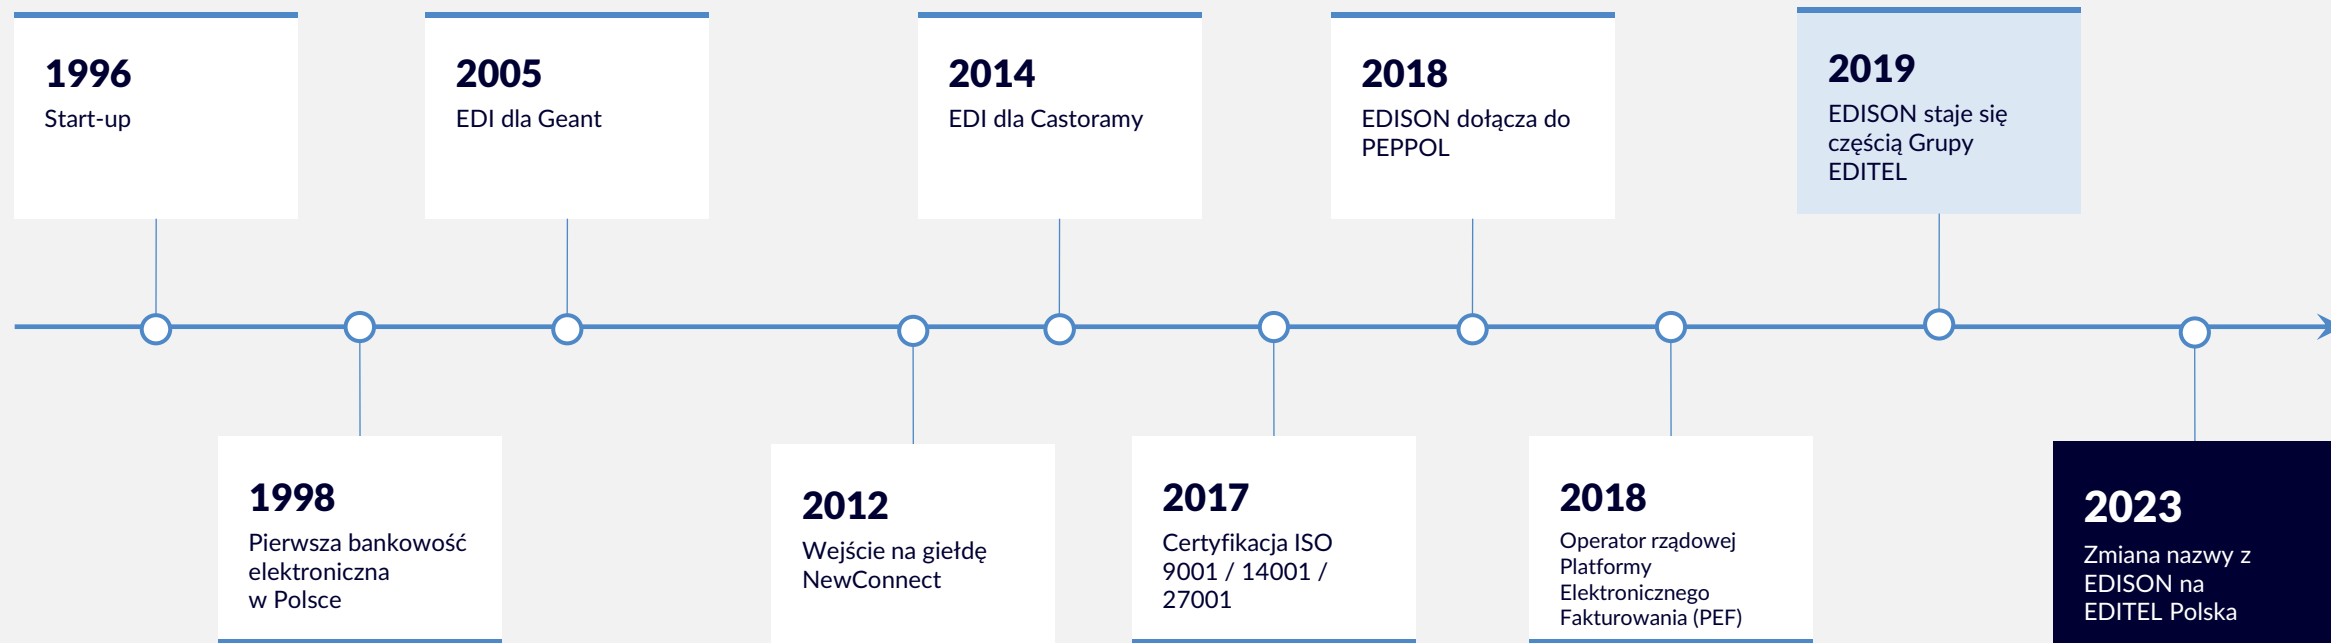 1996
Start-up
2005
EDI dla Geant
2014
EDI dla Castoramy
2018
EDISON dołącza do
PEPPOL
2019
EDISON staje się
częścią Grupy
EDITEL
1998
Pierwsza bankowość
elektroniczna
w Polsce
2012
Wejście na giełdę
NewConnect
2017
Certyfikacja ISO
9001 / 14001 /
27001
2018
Operator rządowej
Platformy
Elektronicznego
Fakturowania (PEF)
2023
Zmiana nazwy z
EDISON na
EDITEL Polska